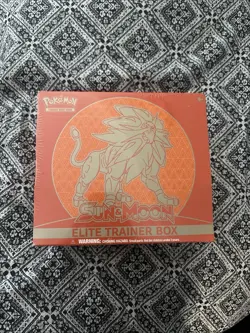 POKéMON
SUN & MOON
ELITE TRAINER BOX
WARNING: CHOKING HAZARD.